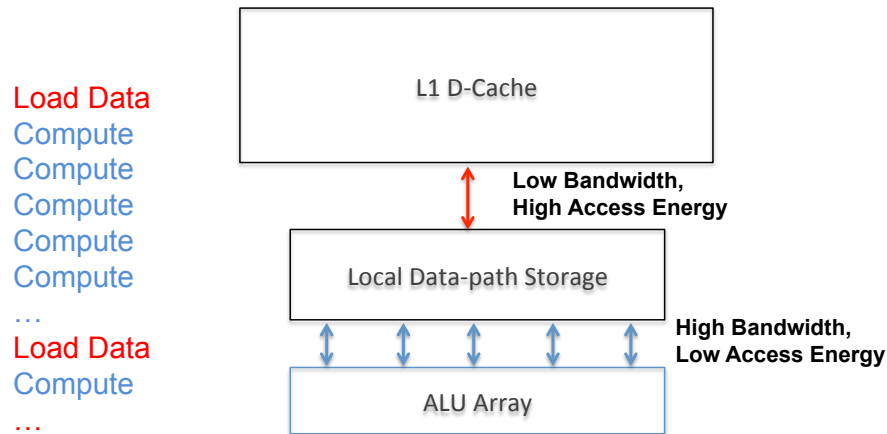 Load Data
Compute
Compute
Compute
Compute
Compute
…
Load Data
Compute
…
L1 D-Cache
Low Bandwidth,
High Access Energy
Local Data-path Storage
High Bandwidth,
Low Access Energy
ALU Array